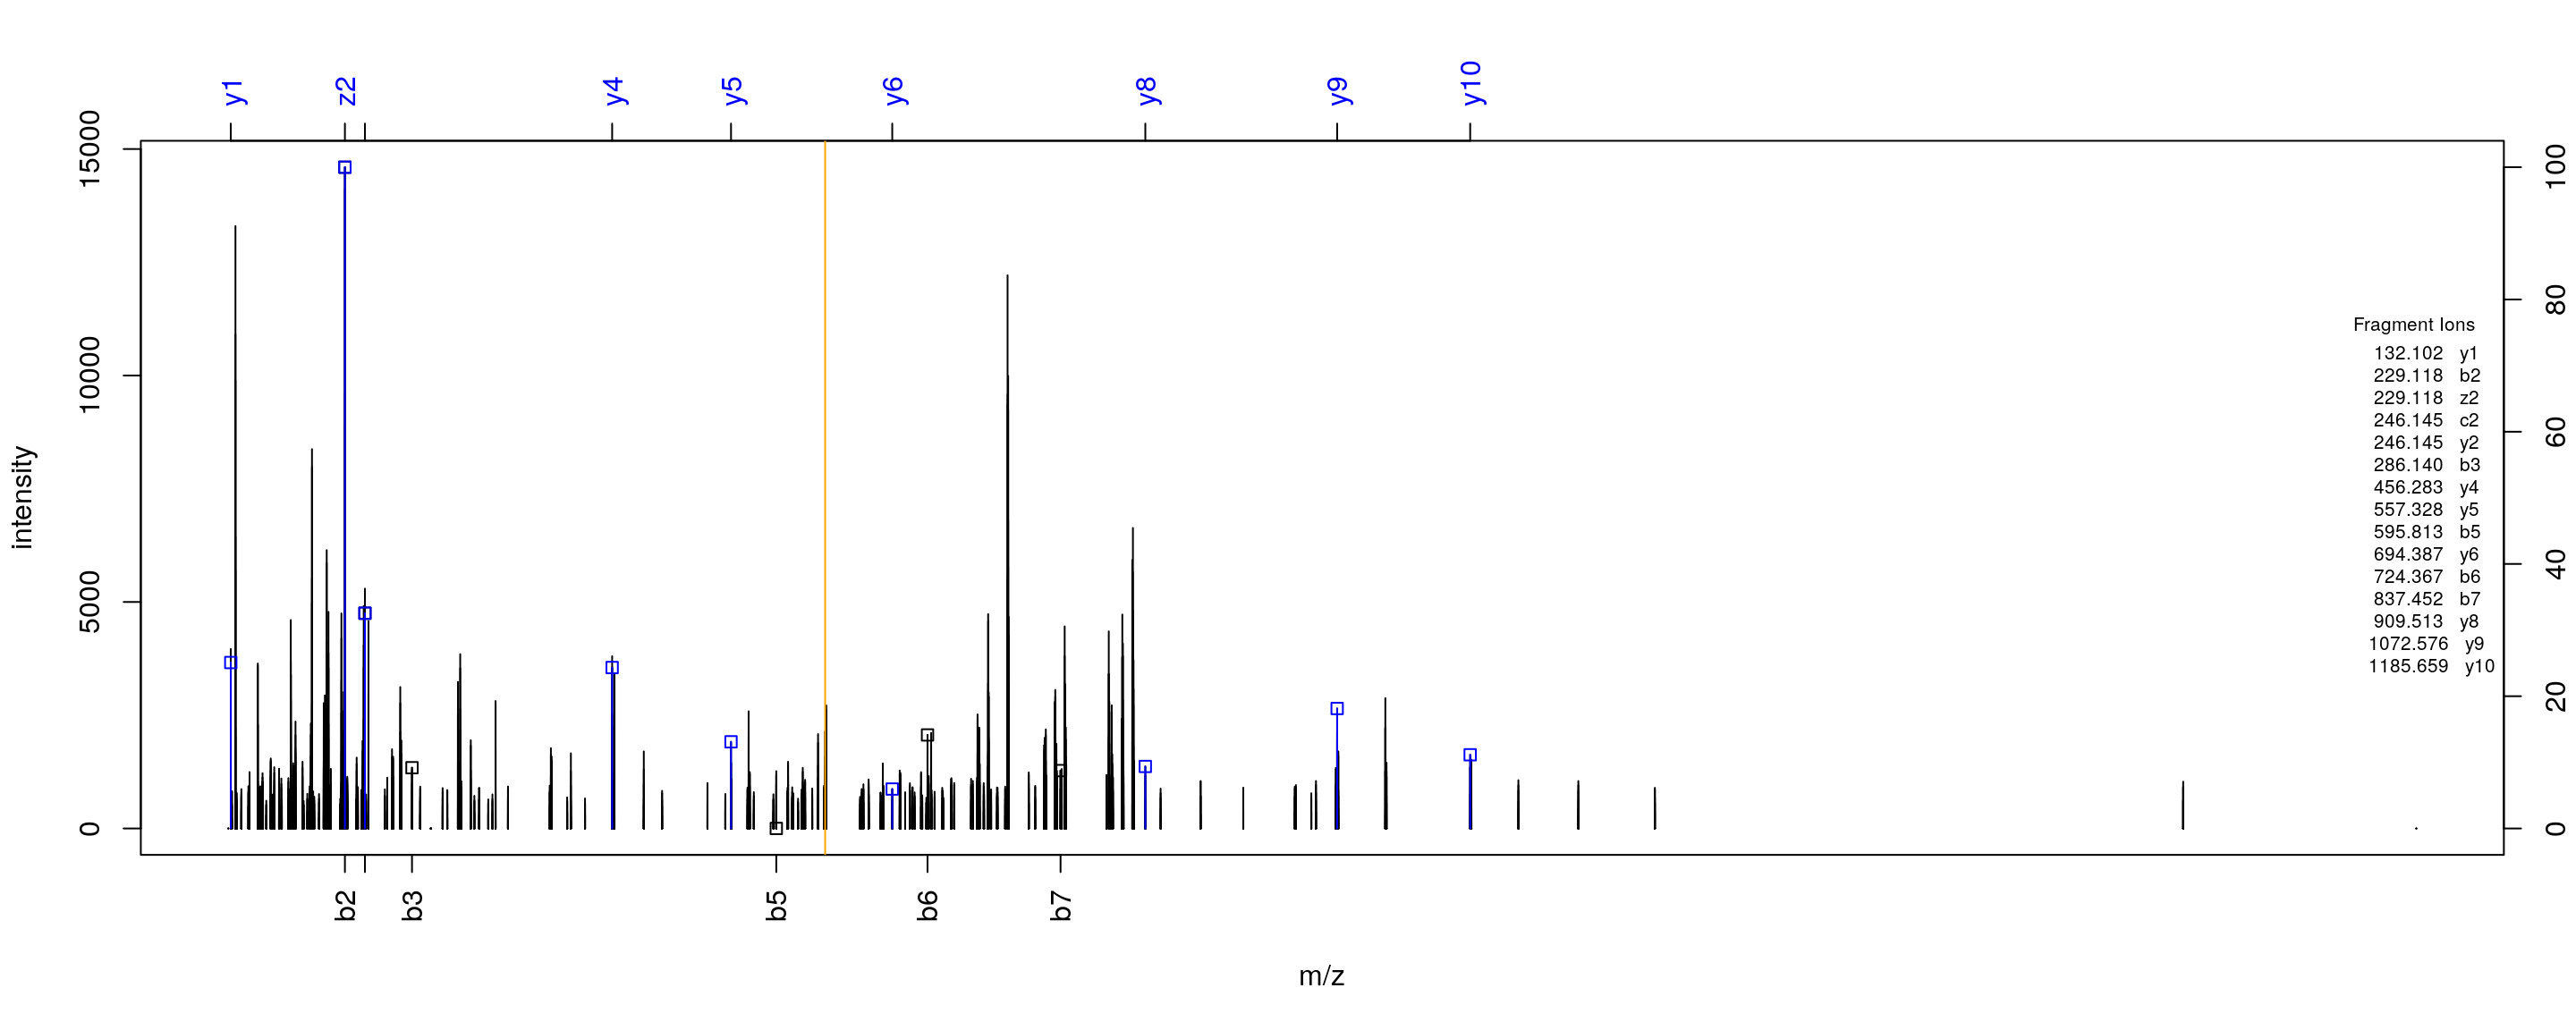 y1 z2 y4 y5 y6 y8 y9 y10
15000
10000
5000
0
intensity
100
80
60
40
20
0
Fragment Ions
132.102 y1
229.118 b2
229.118 z2
246.145 c2
246.145 y2
286.140 b3
456.283 y4
557.328 y5
595.813 b5
694.387 y6
724.367 b6
837.452 b7
909.513 y8
1072.576 y9
1185.659 y10
b2 b3 b5 b6 b7
m/z